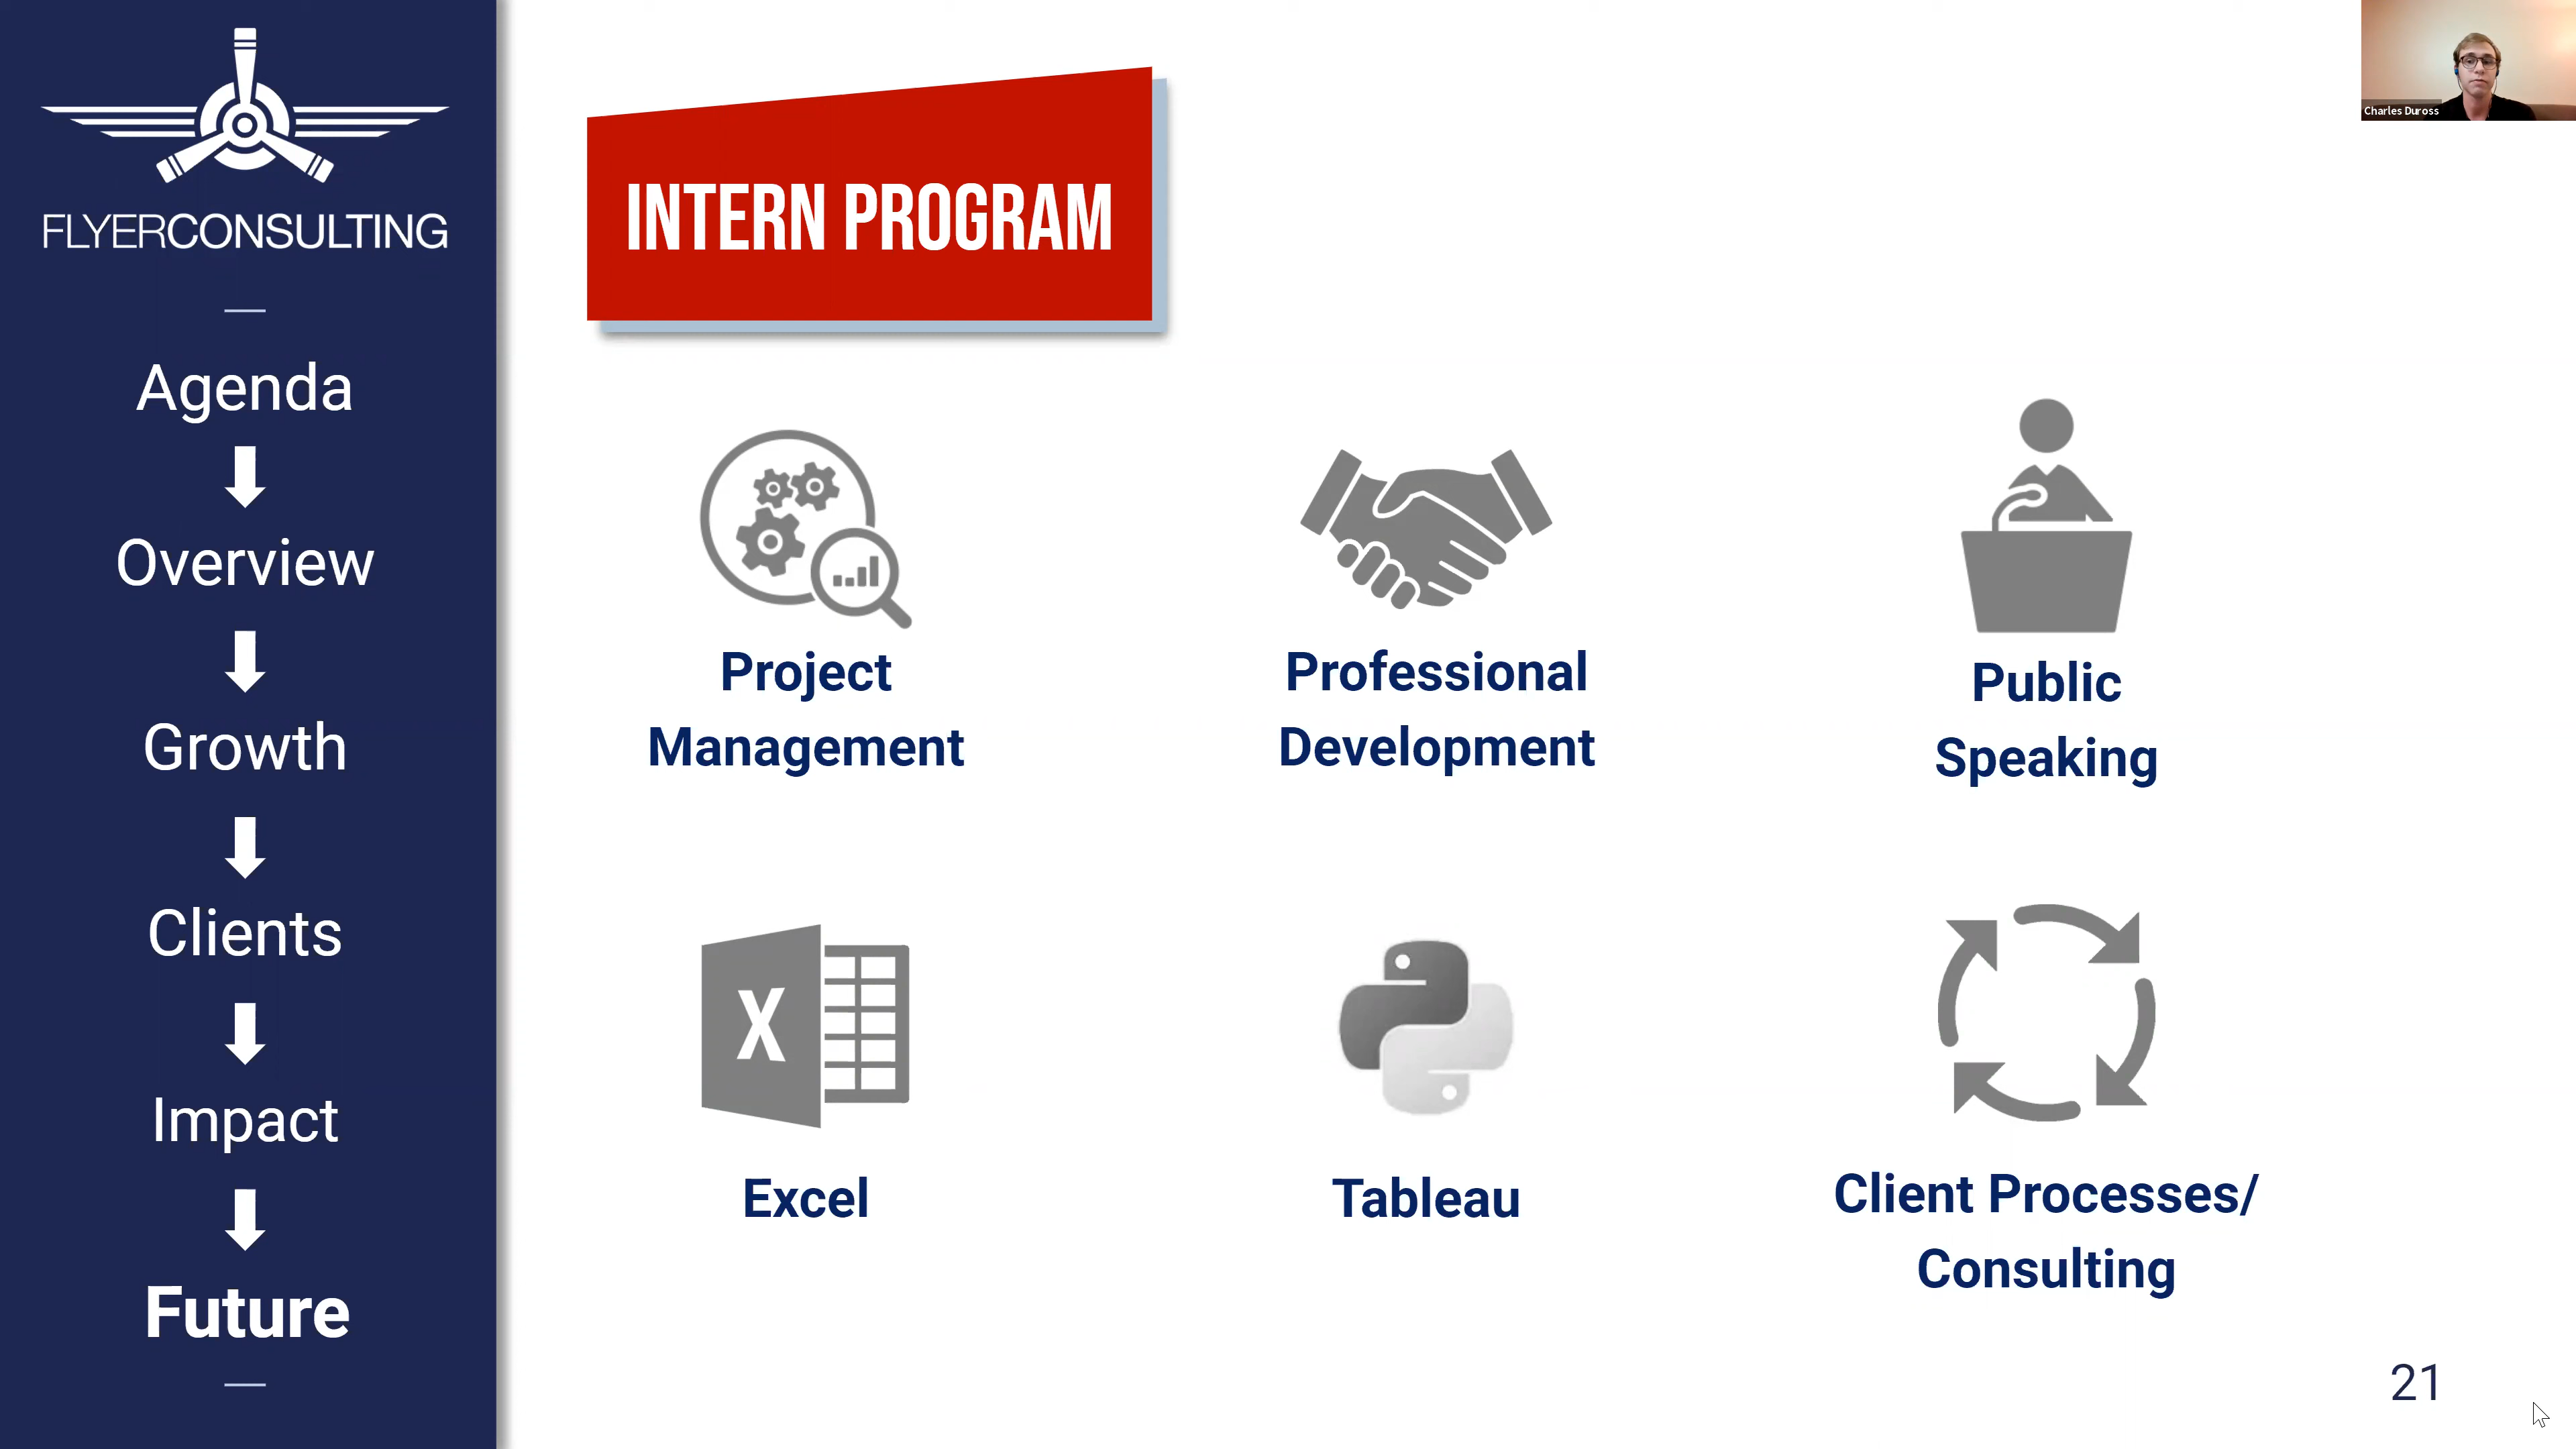 FLYERCONSULTING
Agenda
Overview
Growth
Clients
Impact
Future
INTERN PROGRAM
Charles Duross
Project
Management
Professional
Development
Public
Speaking
X
Excel
Tableau
Client Processes/
Consulting
21